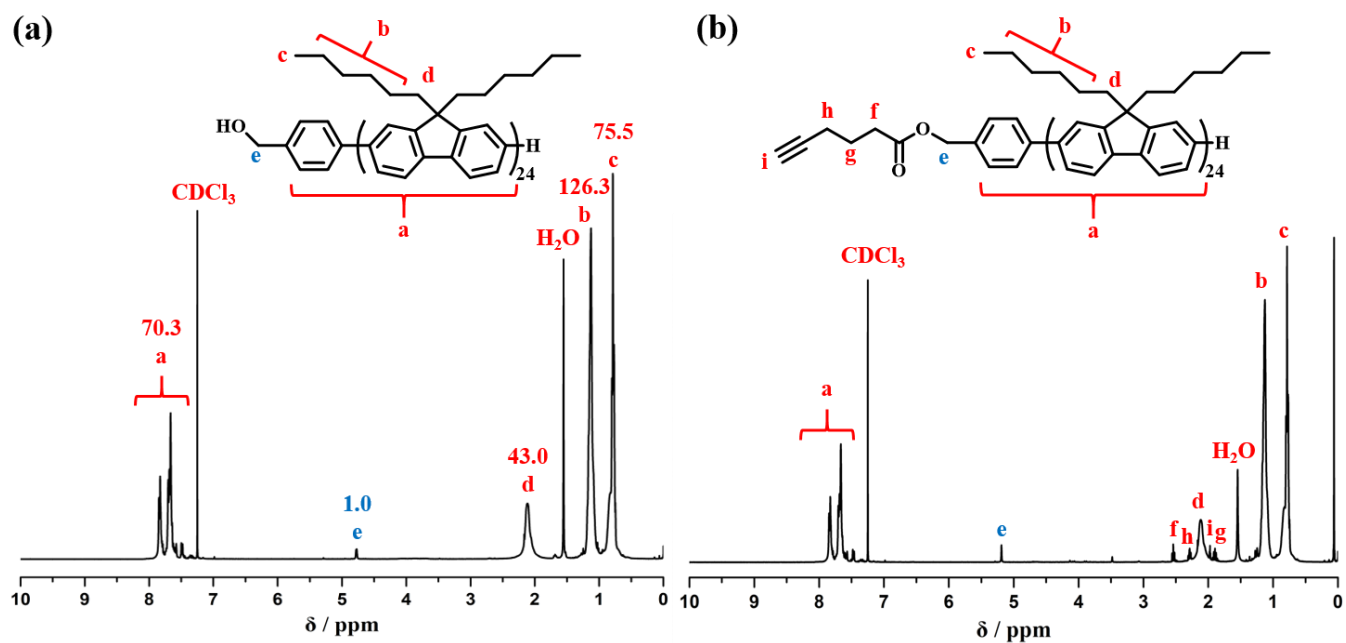 (a)
b
c
d
HO
e
H
24
a
CDCl3
70.3
a
1.0
e
43.0
d
H2O
126.3
b
75.5
c
10 9 8 7 6 5 4 3 2 1 0
δ / ppm
(b)
b
c
d
h
f
i
g
O
O
e
H
24
a
CDCl3
a
e
f
h
d
i
g
H2O
b
c
10 9 8 7 6 5 4 3 2 1 0
δ / ppm